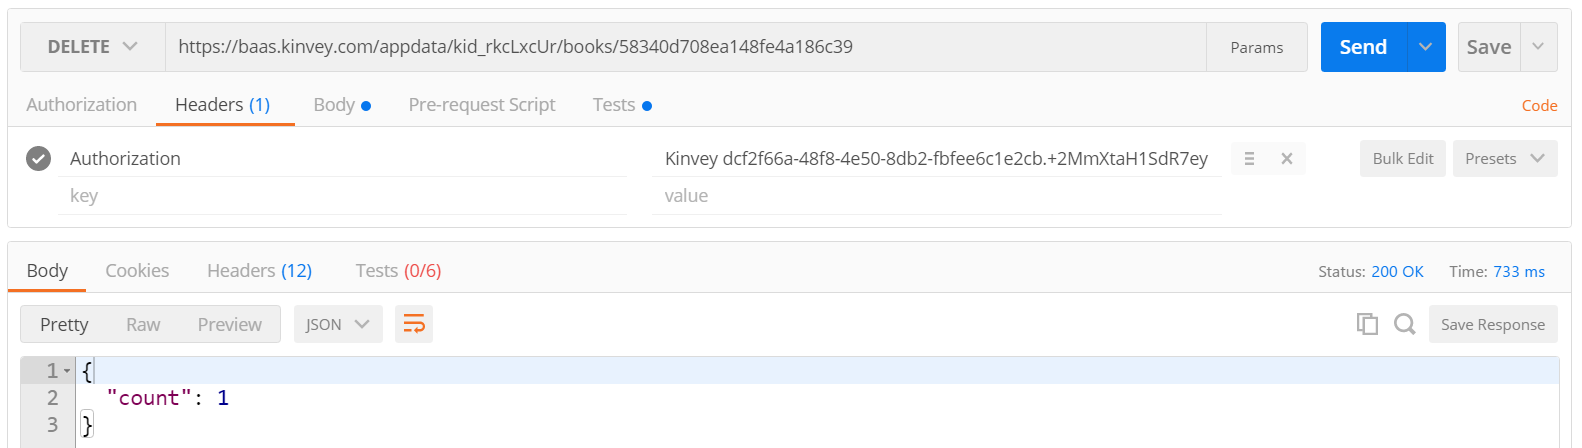 DELETE https://baas.kinvey.com/appdata/kid_rkcLxcUr/books/58340d708ea148fe4a186c39 Params Send Save
Authorization Headers (1) Body Pre-request Script Tests Code
Authorization Kinvey dcf2f66a-48f8-4e50-8db2-fbfee6c1e2cb.+2MmXtaH1SdR7ey Bulk Edit Presets
key value
Body Cookies Headers (12) Tests (0/6) Status: 200 OK Time: 733 ms
Pretty Raw Preview JSON Save Response
1 {
2 "count": 1
3 }